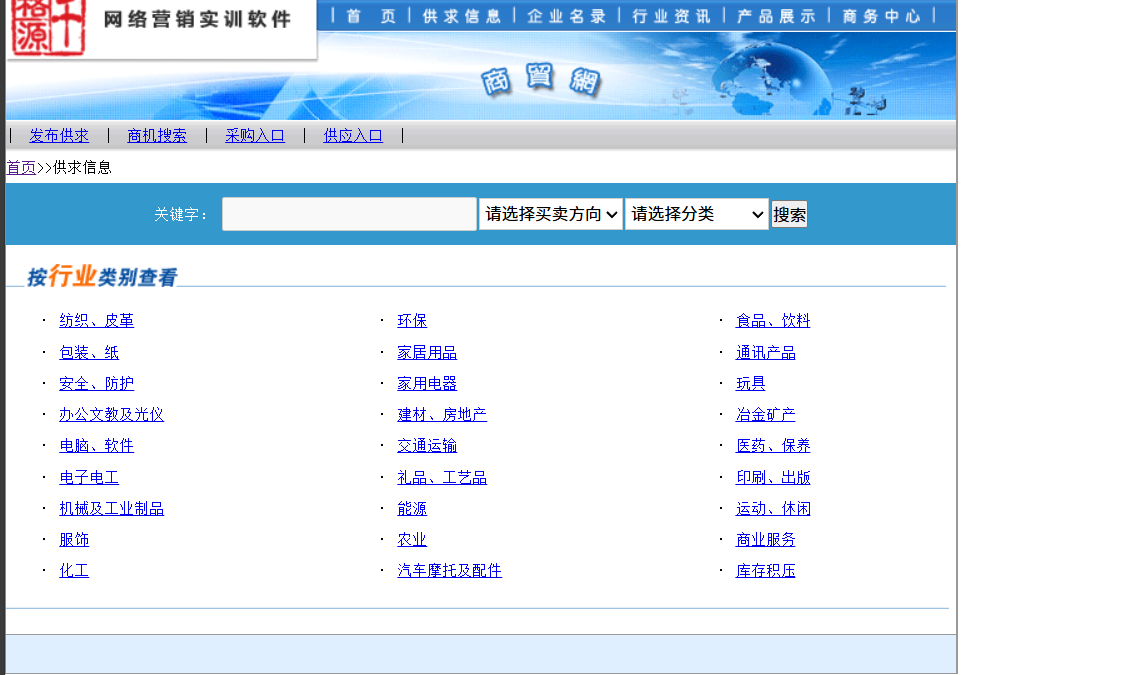 格源 千
网络营销实训软件
| 首 页 | 供求信息 | 企业名录 | 行业资讯 | 产品展示 | 商务中心 |
商貿網
| 发布供求 | 商机搜索 | 采购入口 | 供应入口 |
首页>>供求信息
关键字： 请选择买卖方向 请选择分类 搜索
按行业类别查看
· 纺织、皮革 · 环保 · 食品、饮料
· 包装、纸 · 家居用品 · 通讯产品
· 安全、防护 · 家用电器 · 玩具
· 办公文教及光仪 · 建材、房地产 · 冶金矿产
· 电脑、软件 · 交通运输 · 医药、保养
· 电子电工 · 礼品、工艺品 · 印刷、出版
· 机械及工业制品 · 能源 · 运动、休闲
· 服饰 · 农业 · 商业服务
· 化工 · 汽车摩托及配件 · 库存积压